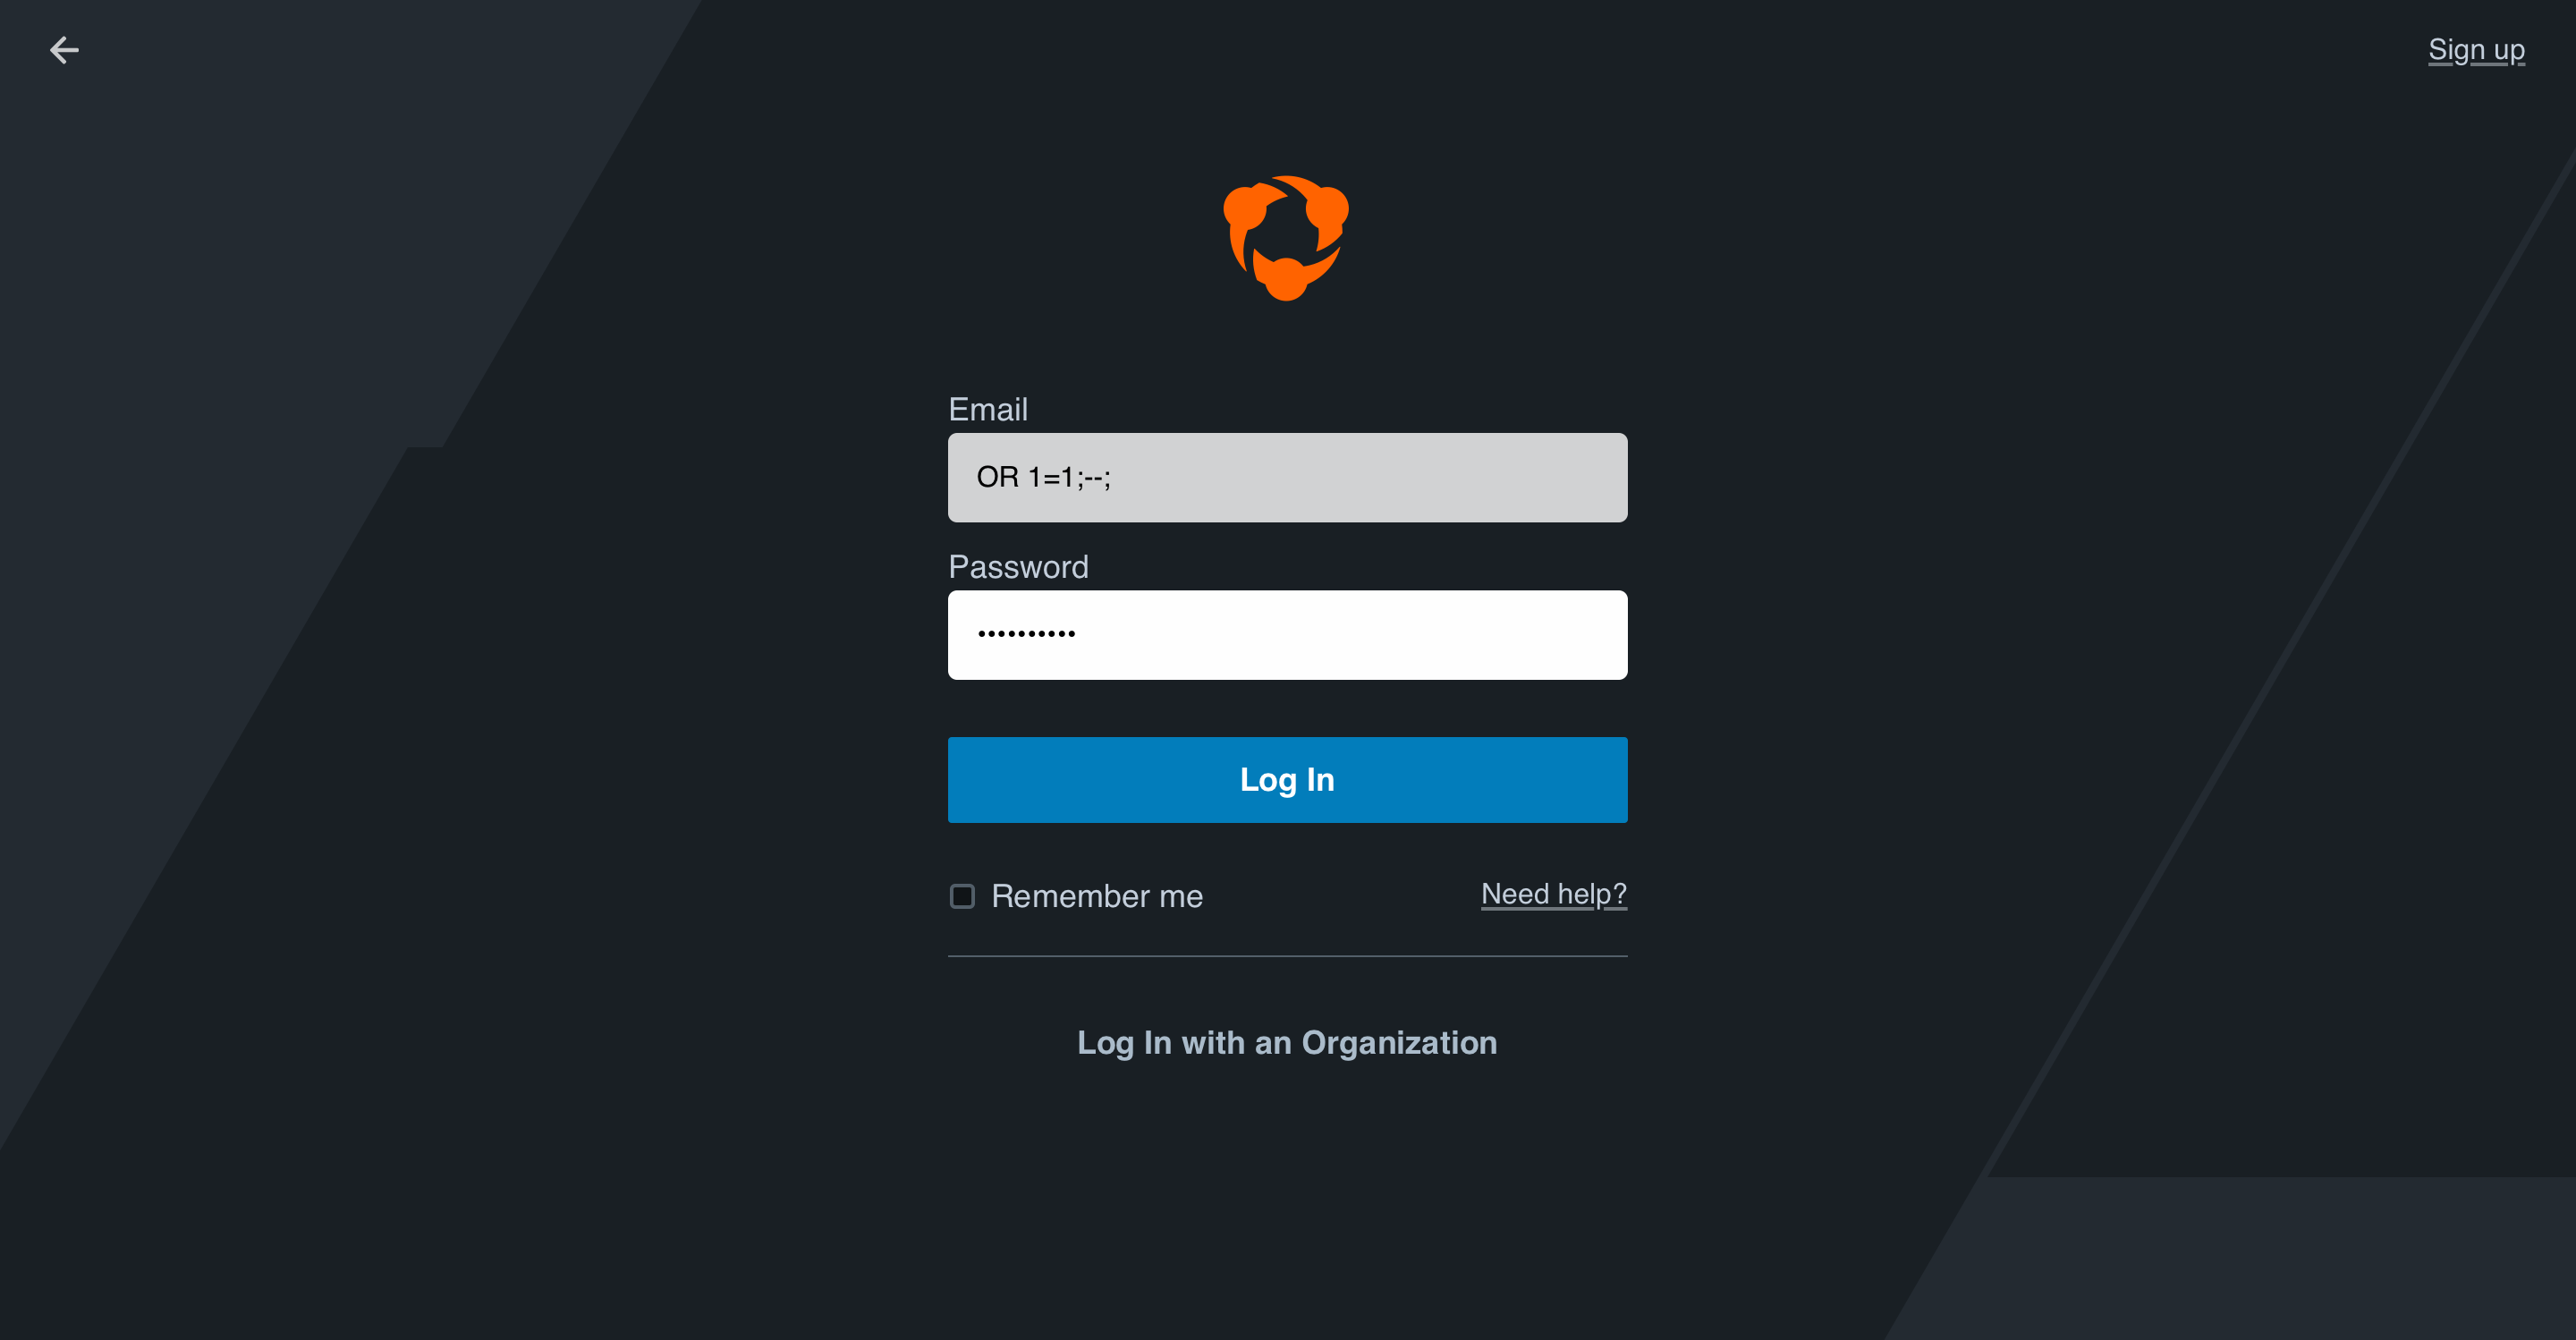 Sign up
Email
OR 1=1;--;
Password
••••••••••
Log In
Remember me
Need help?
Log In with an Organization